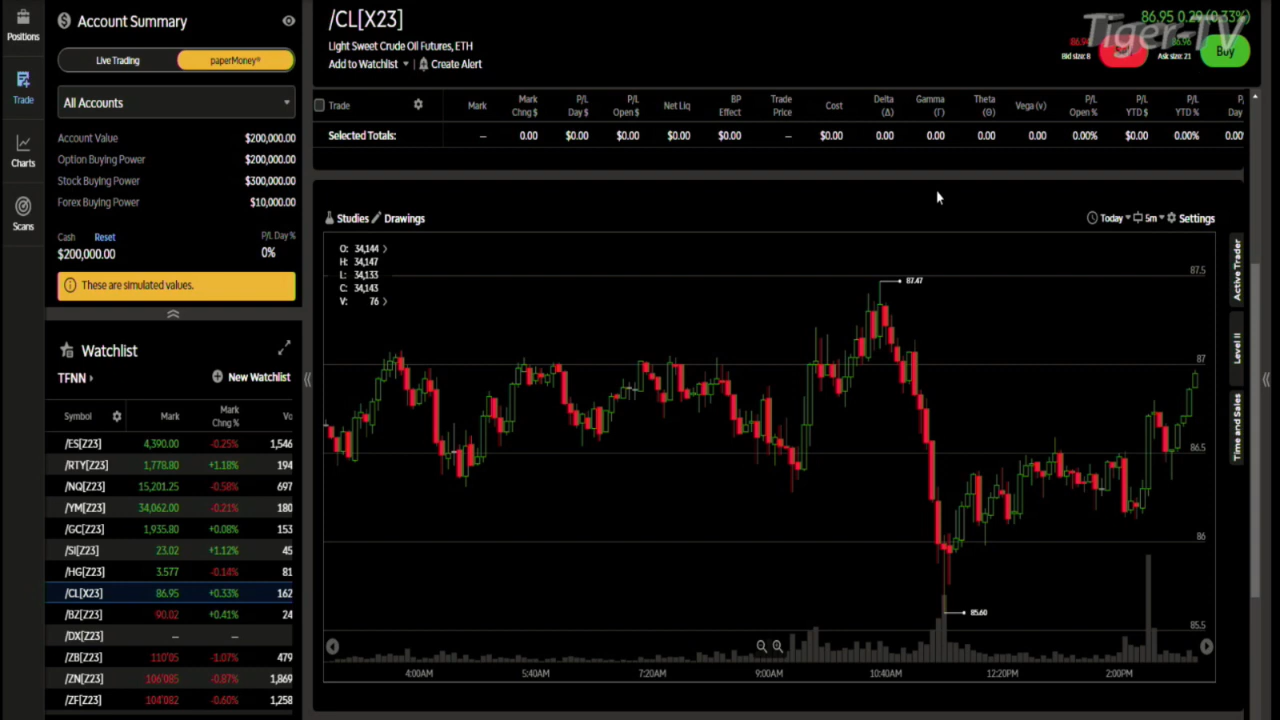 Positions
Trade
Charts
Scans
Account Summary
Live Trading
paperMoney®
All Accounts
Account Value $200,000.00
Option Buying Power $200,000.00
Stock Buying Power $300,000.00
Forex Buying Power $10,000.00
Cash Reset P/L Day %
$200,000.00 0%
These are simulated values.
Watchlist
TFNN
New Watchlist
Symbol Mark Mark Chng % Vo
/ES[Z23] 4,390.00 -0.25% 1,546
/RTY[Z23] 1,778.80 +1.18% 194
/NQ[Z23] 15,201.25 -0.58% 697
/YM[Z23] 34,062.00 -0.21% 180
/GC[Z23] 1,935.80 +0.08% 153
/SI[Z23] 23.02 +1.12% 45
/HG[Z23] 3.577 -0.14% 81
/CL[X23] 86.95 +0.33% 162
/BZ[Z23] 90.02 +0.41% 24
/DX[Z23] -- --
/ZB[Z23] 110'05 -1.07% 479
/ZN[Z23] 106'085 -0.87% 1,869
/ZF[Z23] 104'082 -0.60% 1,258
/CL[X23]
Light Sweet Crude Oil Futures, ETH
Add to Watchlist
Create Alert
86.95 0.29 (0.33%)
Tiger-TV
Bid size: 8
Ask size: 21
Buy
Trade Mark Mark Chng $ P/L Day $ P/L Open $ Net Liq BP Effect Trade Price Cost Delta (Δ) Gamma (Γ) Theta (Θ) Vega (v) P/L Open % P/L YTD $ P/L YTD % P/ Day
Selected Totals: -- 0.00 $0.00 $0.00 $0.00 $0.00 -- $0.00 0.00 0.00 0.00 0.00 0.00% $0.00 0.00% 0.00
Studies
Drawings
Today
5m
Settings
O: 34,144
H: 34,147
L: 34,133
C: 34,143
V: 76
87.47
85.60
87.5
87
86.5
86
85.5
4:00AM 5:40AM 7:20AM 9:00AM 10:40AM 12:20PM 2:00PM
Active Trader
Level II
Time and Sales